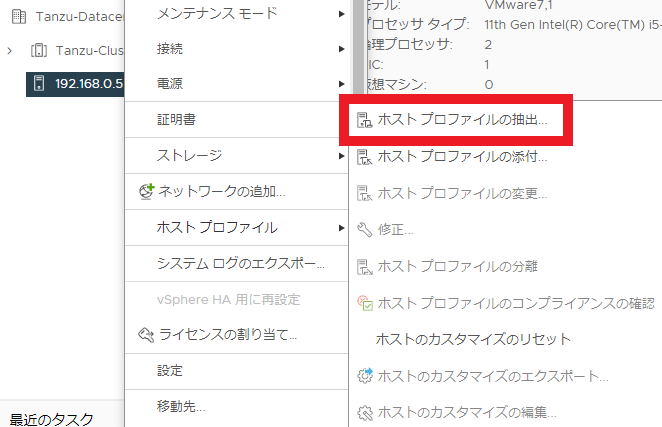 Tanzu-Datacen
Tanzu-Clus
192.168.0.5
メンテナンス モード
接続
電源
証明書
ストレージ
ネットワークの追加...
ホスト プロファイル
システム ログのエクスポー...
vSphere HA 用に再設定
ライセンスの割り当て...
設定
移動先...
モデル: VMware7,1
プロセッサ タイプ: 11th Gen Intel(R) Core(TM) i5-
論理プロセッサ: 2
NIC: 1
仮想マシン: 0
ホスト プロファイルの抽出...
ホスト プロファイルの添付...
ホスト プロファイルの変更...
修正...
ホスト プロファイルの分離
ホスト プロファイルのコンプライアンスの確認
ホストのカスタマイズのリセット
ホストのカスタマイズのエクスポート...
ホストのカスタマイズの編集...
最近のタスク